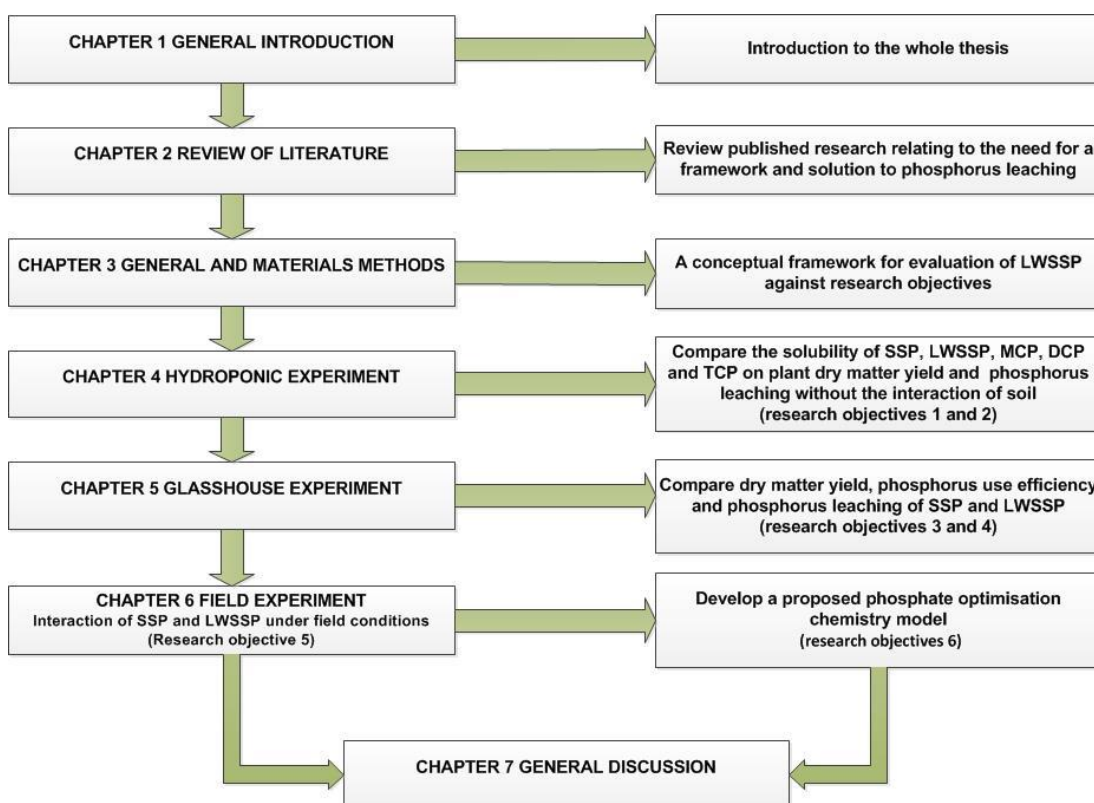 CHAPTER 1 GENERAL INTRODUCTION
Introduction to the whole thesis
CHAPTER 2 REVIEW OF LITERATURE
Review published research relating to the need for a
framework and solution to phosphorus leaching
CHAPTER 3 GENERAL AND MATERIALS METHODS
A conceptual framework for evaluation of LWSSP
against research objectives
CHAPTER 4 HYDROPONIC EXPERIMENT
Compare the solubility of SSP, LWSSP, MCP, DCP
and TCP on plant dry matter yield and phosphorus
leaching without the interaction of soil
(research objectives 1 and 2)
CHAPTER 5 GLASSHOUSE EXPERIMENT
Compare dry matter yield, phosphorus use efficiency
and phosphorus leaching of SSP and LWSSP
(research objectives 3 and 4)
CHAPTER 6 FIELD EXPERIMENT
Interaction of SSP and LWSSP under field conditions
(Research objective 5)
Develop a proposed phosphate optimisation
chemistry model
(research objectives 6)
CHAPTER 7 GENERAL DISCUSSION